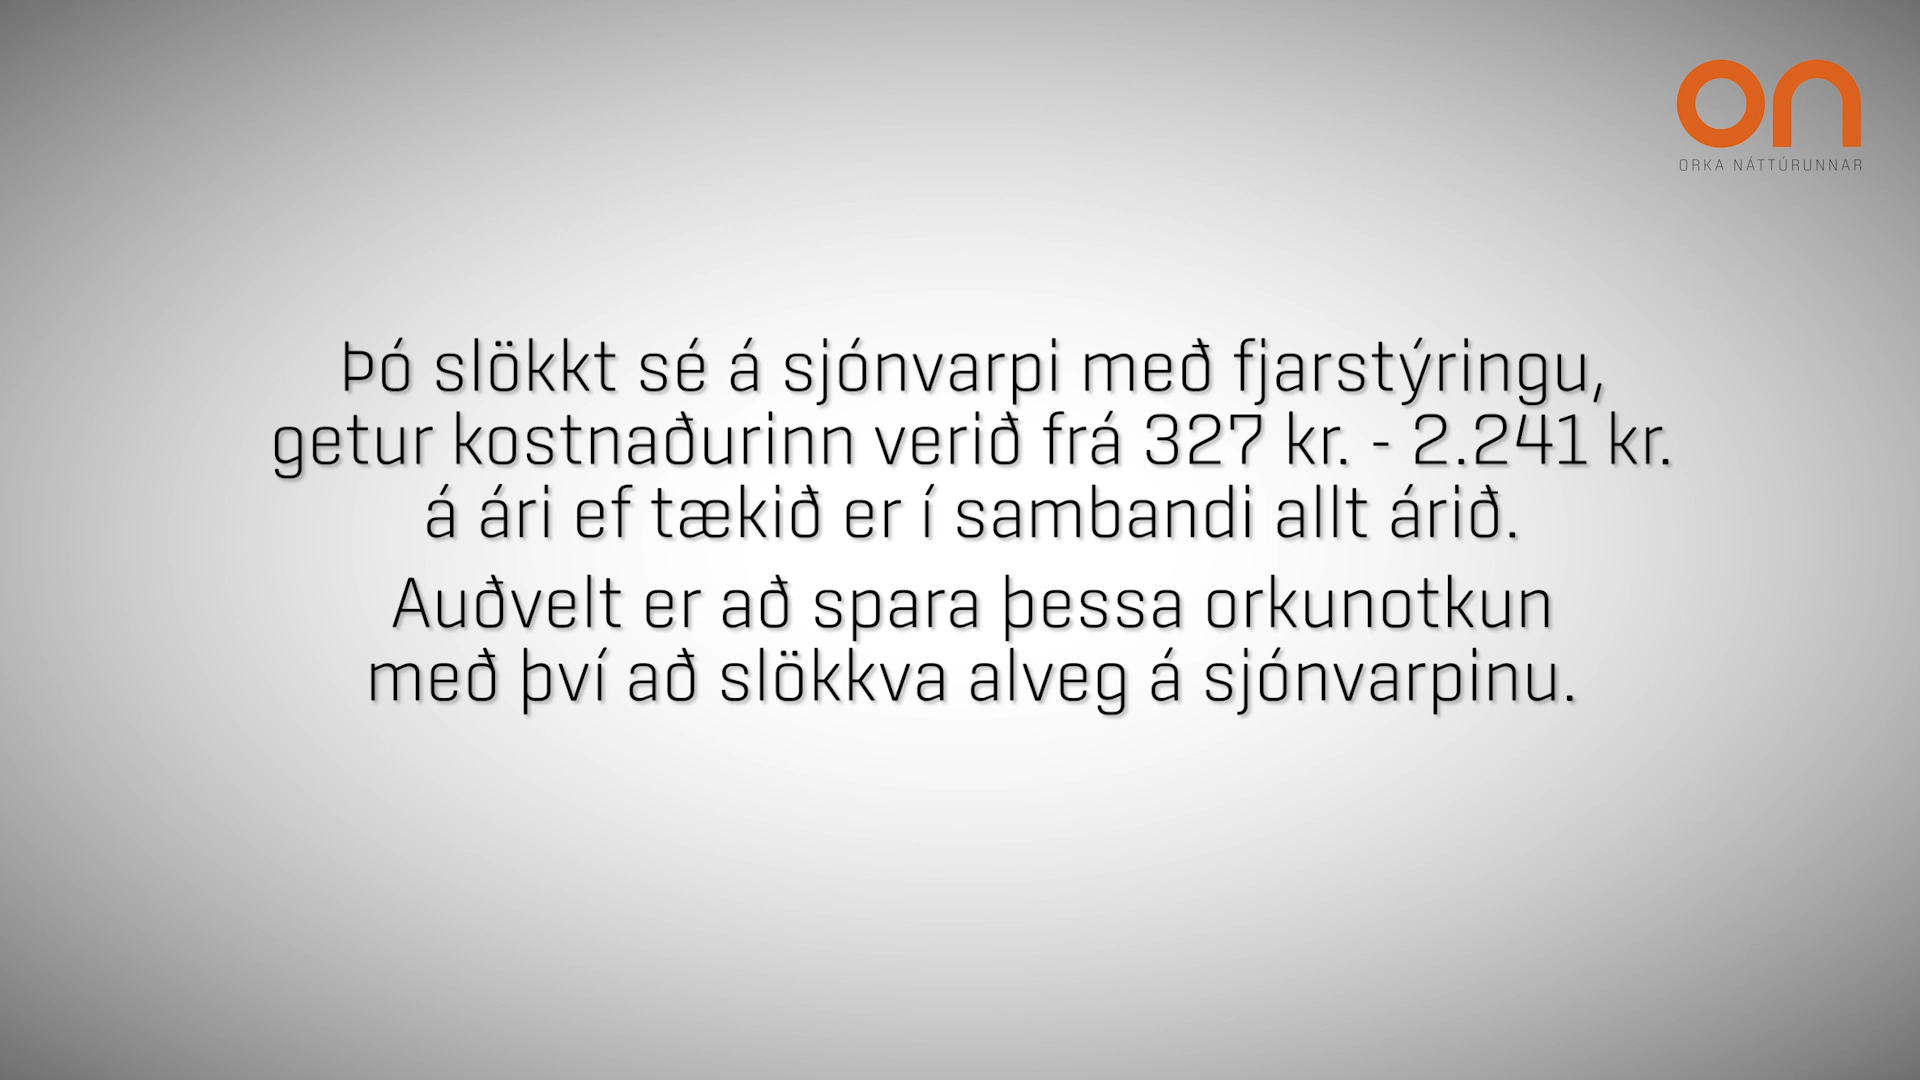 on
ORKA NÁTTÚRUNNAR
Þó slökkt sé á sjónvarpi með fjarstýringu,
getur kostnaðurinn verið frá 327 kr. - 2.241 kr.
á ári ef tækið er í sambandi allt árið.
Auðvelt er að spara þessa orkunotkun
með því að slökkva alveg á sjónvarpinu.